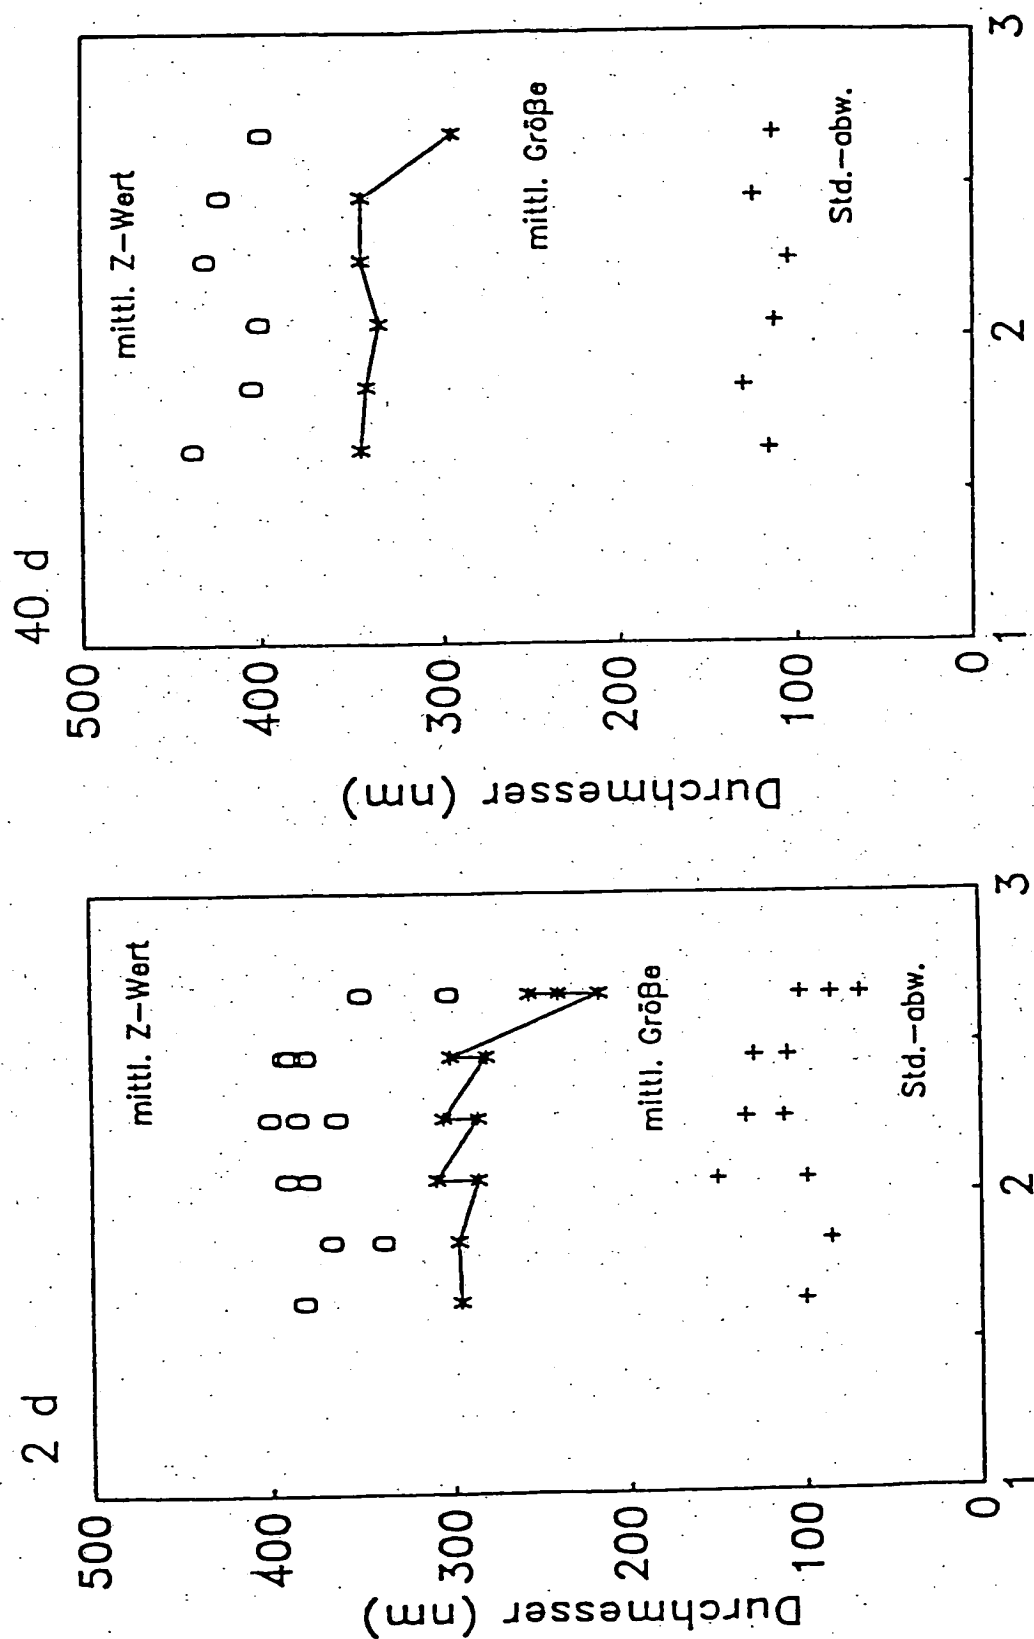 2 d
Durchmesser (nm)
500
400
300
200
100
0
1
2
3
mittl. Z-Wert
mittl. Größe
Std.-abw.
40 d
Durchmesser (nm)
500
400
300
200
100
0
1
2
3
mittl. Z-Wert
mittl. Größe
Std.-abw.